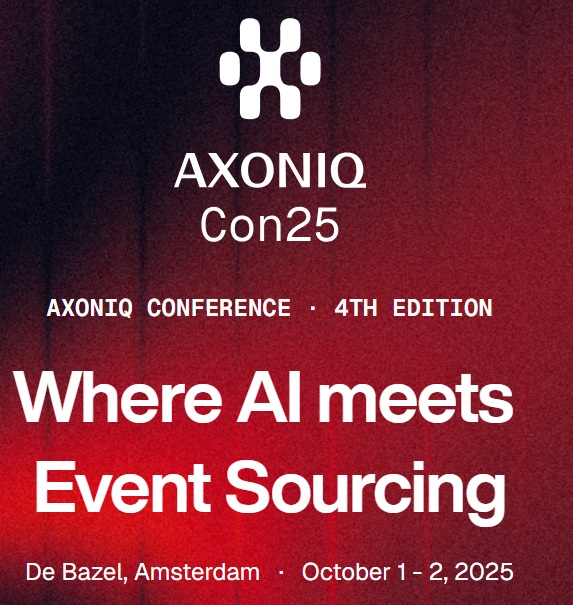 AXONIQ
Con25
AXONIQ CONFERENCE · 4TH EDITION
Where AI meets
Event Sourcing
De Bazel, Amsterdam · October 1 - 2, 2025